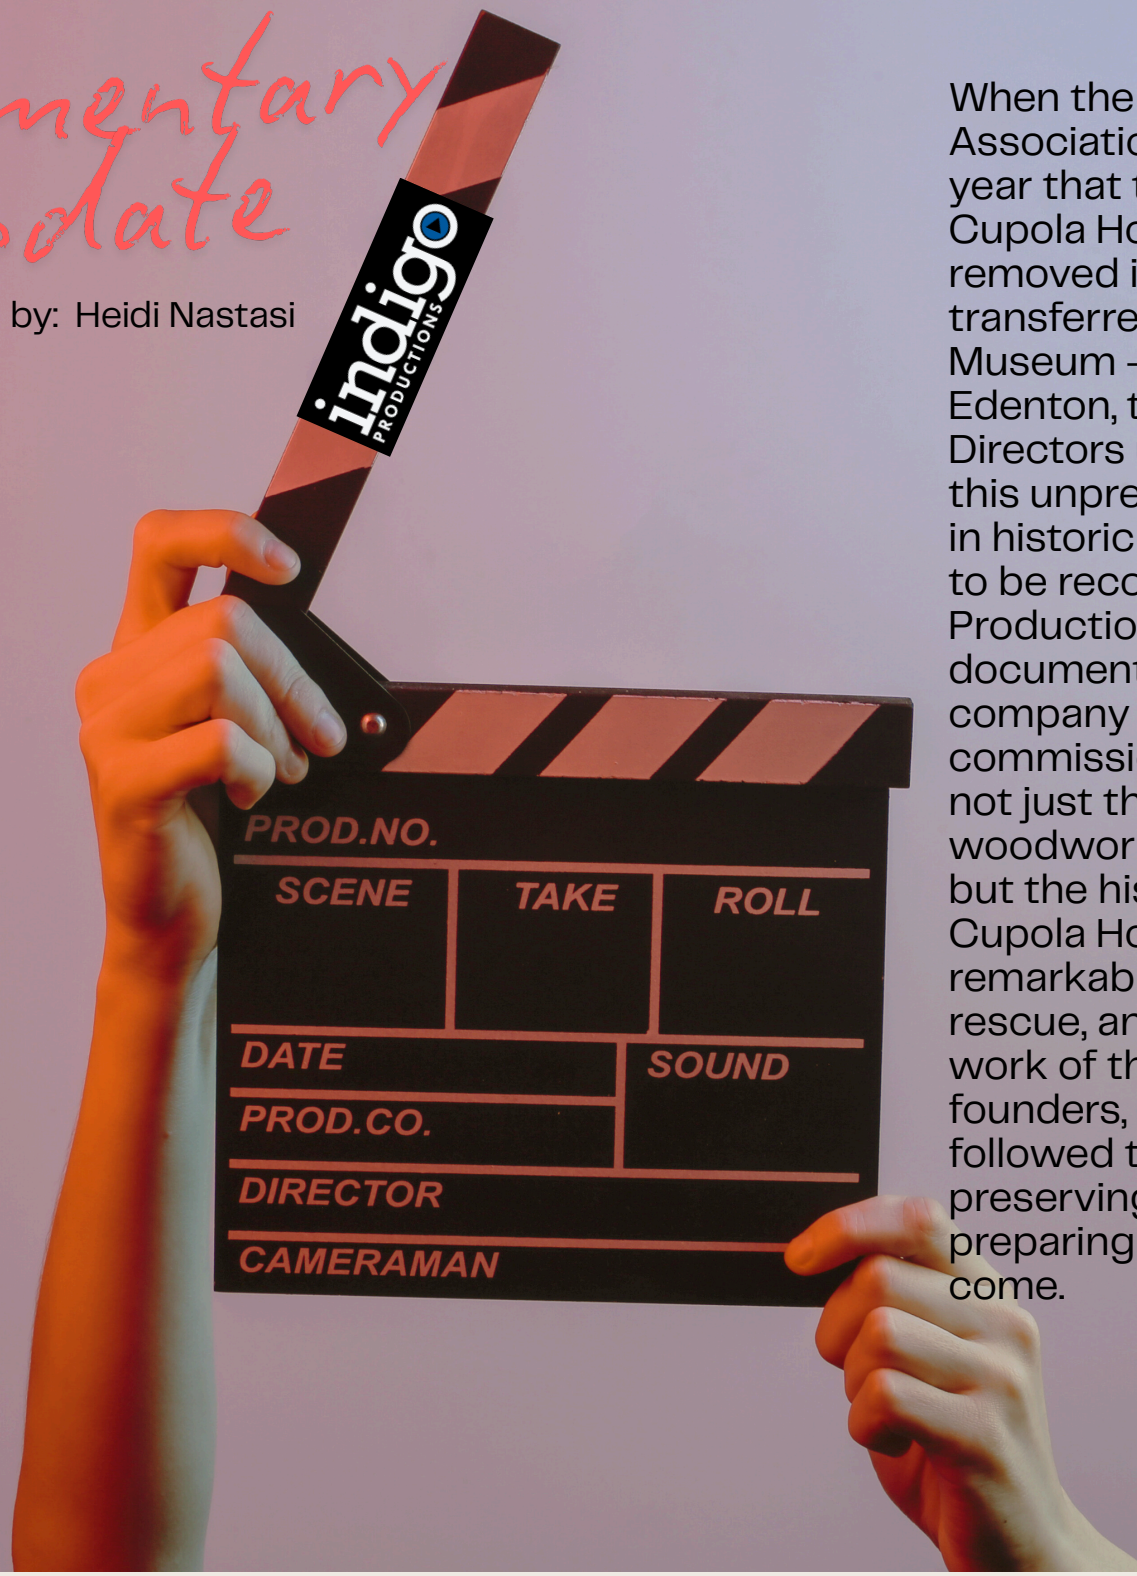 mentary
date
by: Heidi Nastasi
indigo
PRODUCTIONS
PROD.NO.
SCENE TAKE ROLL
DATE SOUND
PROD.CO.
DIRECTOR
CAMERAMAN
When the
Associatio
year that
Cupola Ho
removed i
transferre
Museum -
Edenton, t
Directors
this unpre
in historic
to be reco
Productio
document
company
commissi
not just th
woodwor
but the his
Cupola Ho
remarkab
rescue, an
work of th
founders,
followed t
preserving
preparing
come.